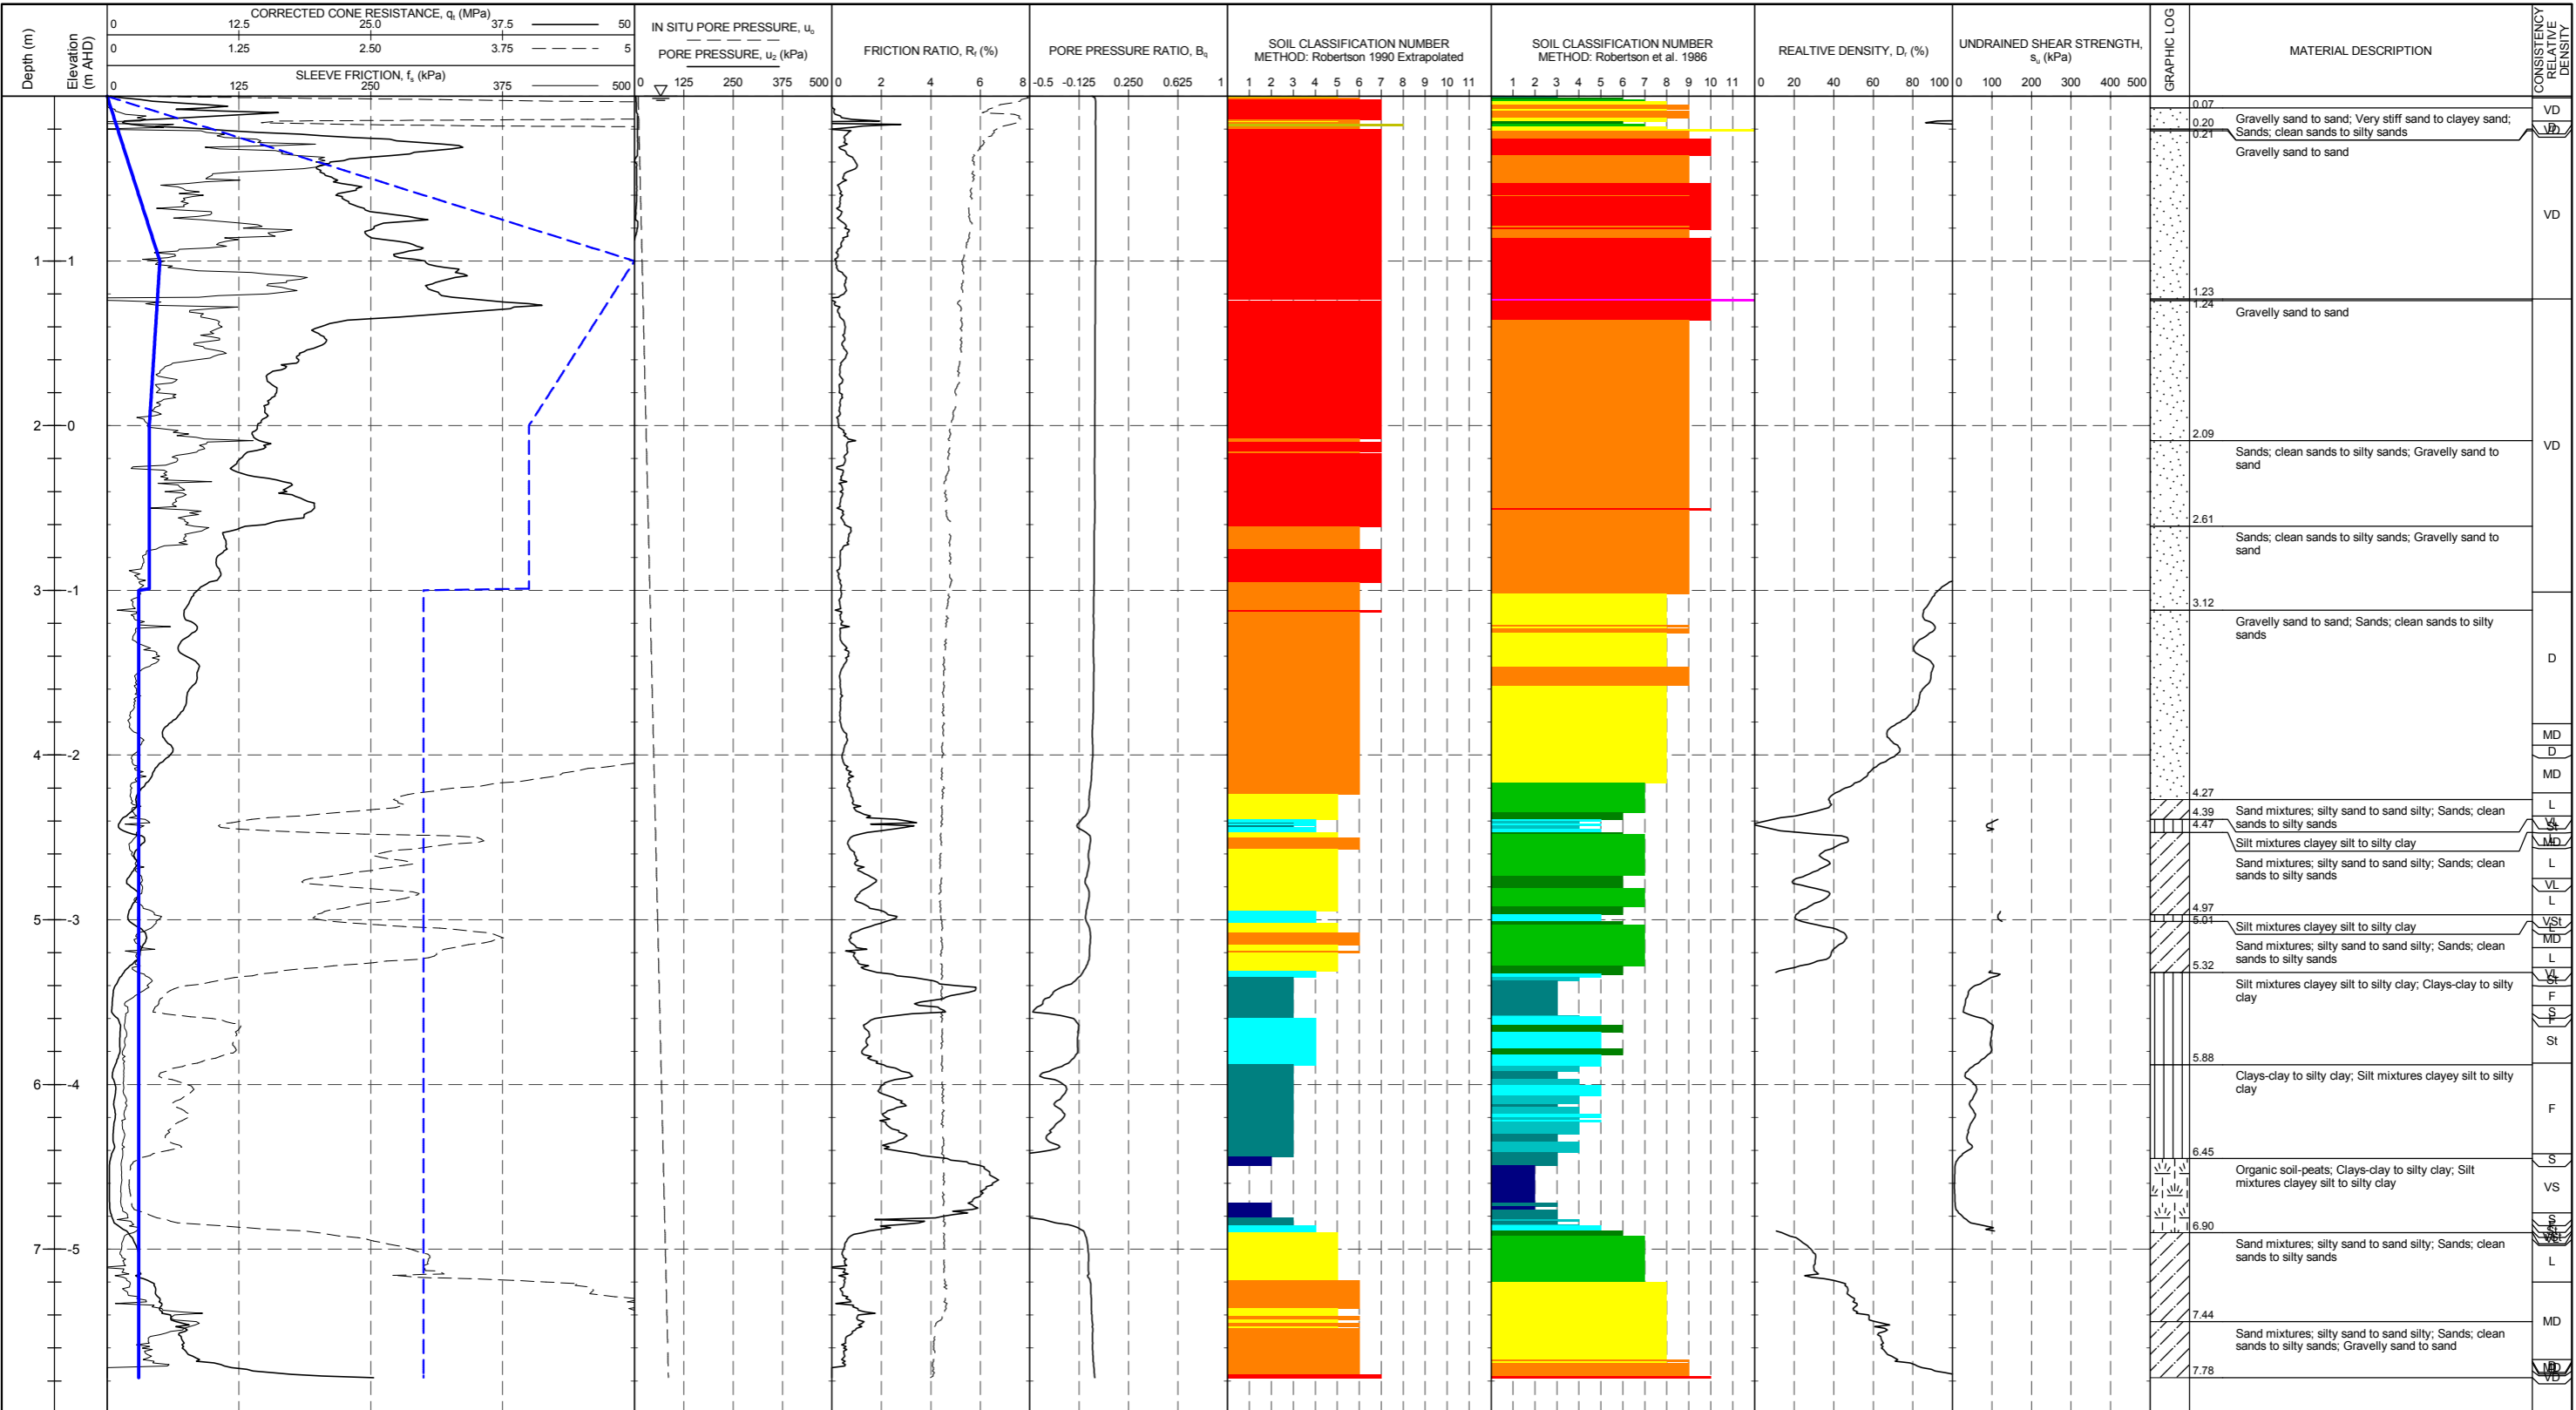 Depth (m)
Elevation
(m AHD)
CORRECTED CONE RESISTANCE, qt (MPa)
0 12.5 25.0 37.5 50
0 1.25 2.50 3.75 5
SLEEVE FRICTION, fs (kPa)
0 125 250 375 500
IN SITU PORE PRESSURE, uo
PORE PRESSURE, u2 (kPa)
0 125 250 375 500
FRICTION RATIO, Rf (%)
0 2 4 6 8
PORE PRESSURE RATIO, Bq
-0.5 -0.125 0.250 0.625 1
SOIL CLASSIFICATION NUMBER
METHOD: Robertson 1990 Extrapolated
1 2 3 4 5 6 7 8 9 10 11
SOIL CLASSIFICATION NUMBER
METHOD: Robertson et al. 1986
1 2 3 4 5 6 7 8 9 10 11
REALTIVE DENSITY, Dr (%)
0 20 40 60 80 100
UNDRAINED SHEAR STRENGTH,
su (kPa)
0 100 200 300 400 500
GRAPHIC LOG
MATERIAL DESCRIPTION
CONSISTENCY
RELATIVE
DENSITY
0.07
VD
Gravelly sand to sand; Very stiff sand to clayey sand;
Sands; clean sands to silty sands
0.20
D
VD
0.21
Gravelly sand to sand
VD
1 1
1.23
1.24
Gravelly sand to sand
2 0
2.09
VD
Sands; clean sands to silty sands; Gravelly sand to
sand
2.61
Sands; clean sands to silty sands; Gravelly sand to
sand
3 -1
3.12
Gravelly sand to sand; Sands; clean sands to silty
sands
D
MD
D
4 -2
MD
4.27
L
4.39
Sand mixtures; silty sand to sand silty; Sands; clean
sands to silty sands
VL
4.47
St
Silt mixtures clayey silt to silty clay
MD
Sand mixtures; silty sand to sand silty; Sands; clean
sands to silty sands
L
VL
L
4.97
5 -3
5.01
VSt
L
Silt mixtures clayey silt to silty clay
MD
Sand mixtures; silty sand to sand silty; Sands; clean
sands to silty sands
L
5.32
VL
St
Silt mixtures clayey silt to silty clay; Clays-clay to silty
clay
F
S
F
St
5.88
Clays-clay to silty clay; Silt mixtures clayey silt to silty
clay
6 -4
F
6.45
S
Organic soil-peats; Clays-clay to silty clay; Silt
mixtures clayey silt to silty clay
VS
S
6.90
VSt
Sand mixtures; silty sand to sand silty; Sands; clean
sands to silty sands
7 -5
L
7.44
MD
Sand mixtures; silty sand to sand silty; Sands; clean
sands to silty sands; Gravelly sand to sand
7.78
MD
VD